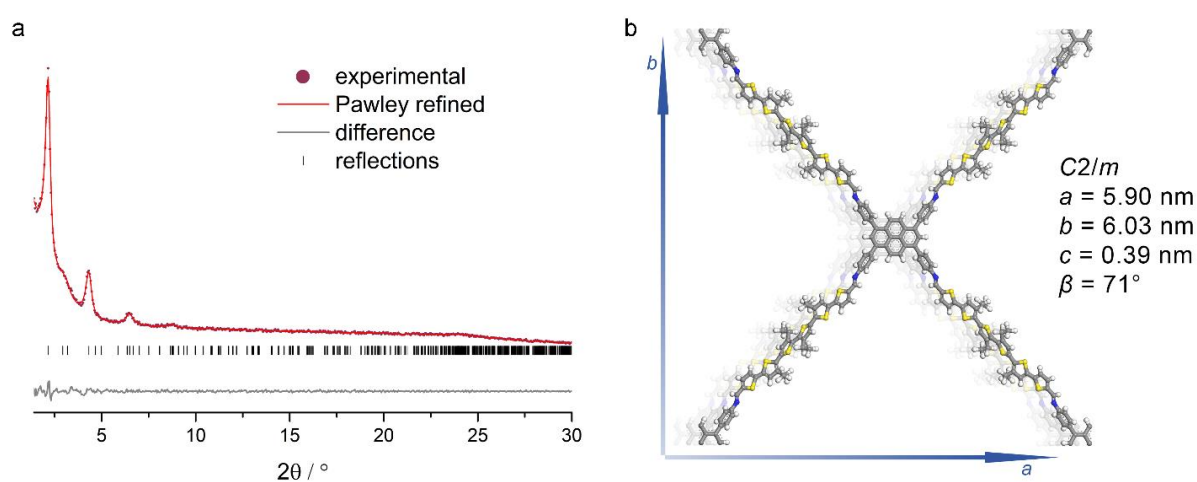 a
experimental
Pawley refined
difference
reflections
5
10
15
20
25
30
2θ / °
b
b
a
C2/m
a = 5.90 nm
b = 6.03 nm
c = 0.39 nm
β = 71°